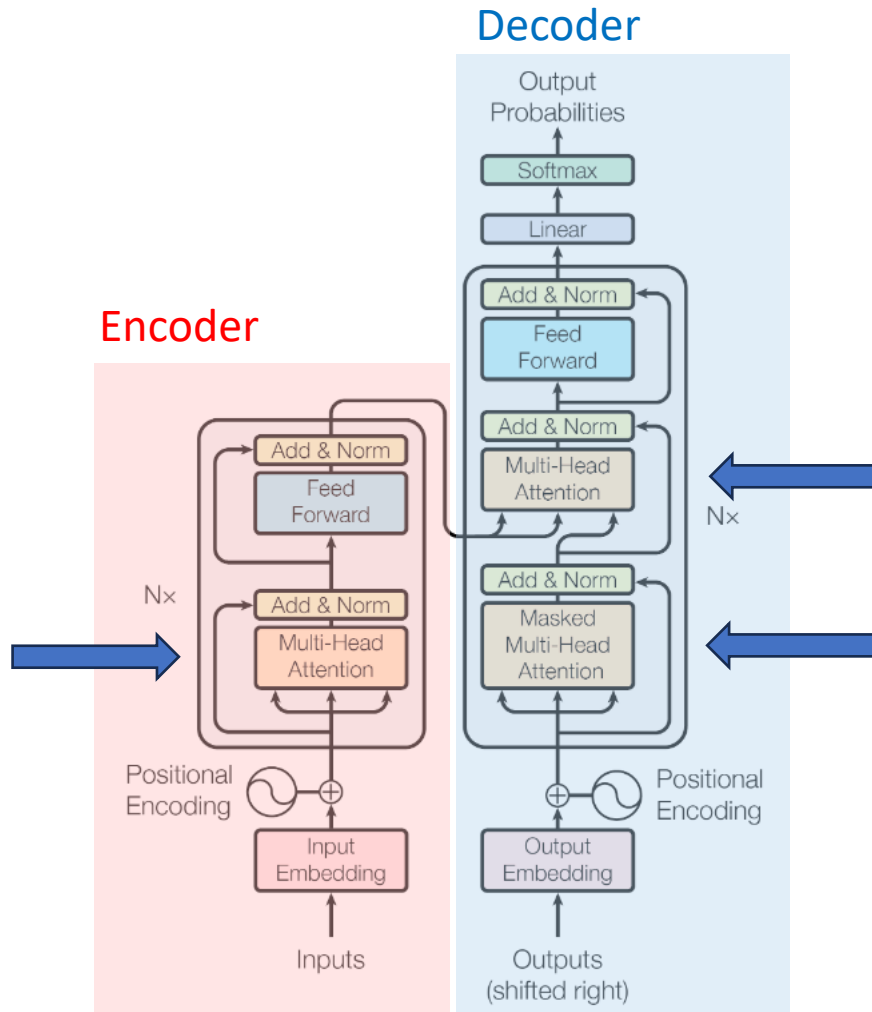 Decoder
Output
Probabilities
Softmax
Linear
Add & Norm
Feed
Forward
Add & Norm
Multi-Head
Attention
Nx
Add & Norm
Masked
Multi-Head
Attention
Positional
Encoding
Output
Embedding
Outputs
(shifted right)
Encoder
Add & Norm
Feed
Forward
Nx
Add & Norm
Multi-Head
Attention
Positional
Encoding
Input
Embedding
Inputs